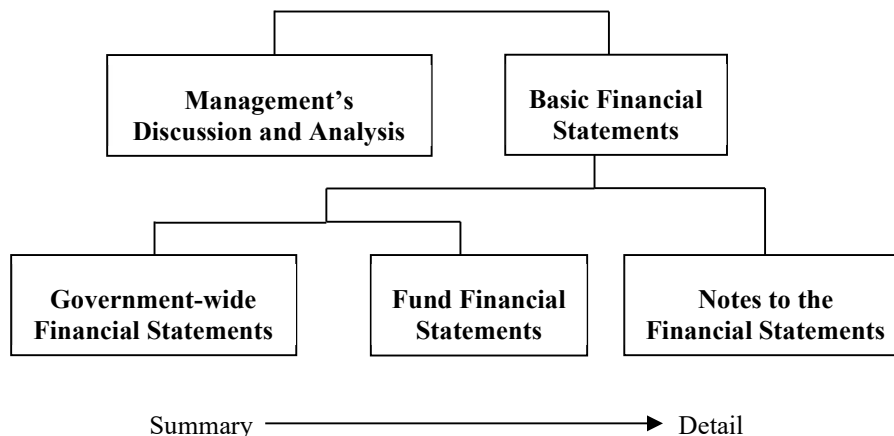 Management’s
Discussion and Analysis
Basic Financial
Statements
Government-wide
Financial Statements
Fund Financial
Statements
Notes to the
Financial Statements
Summary
Detail